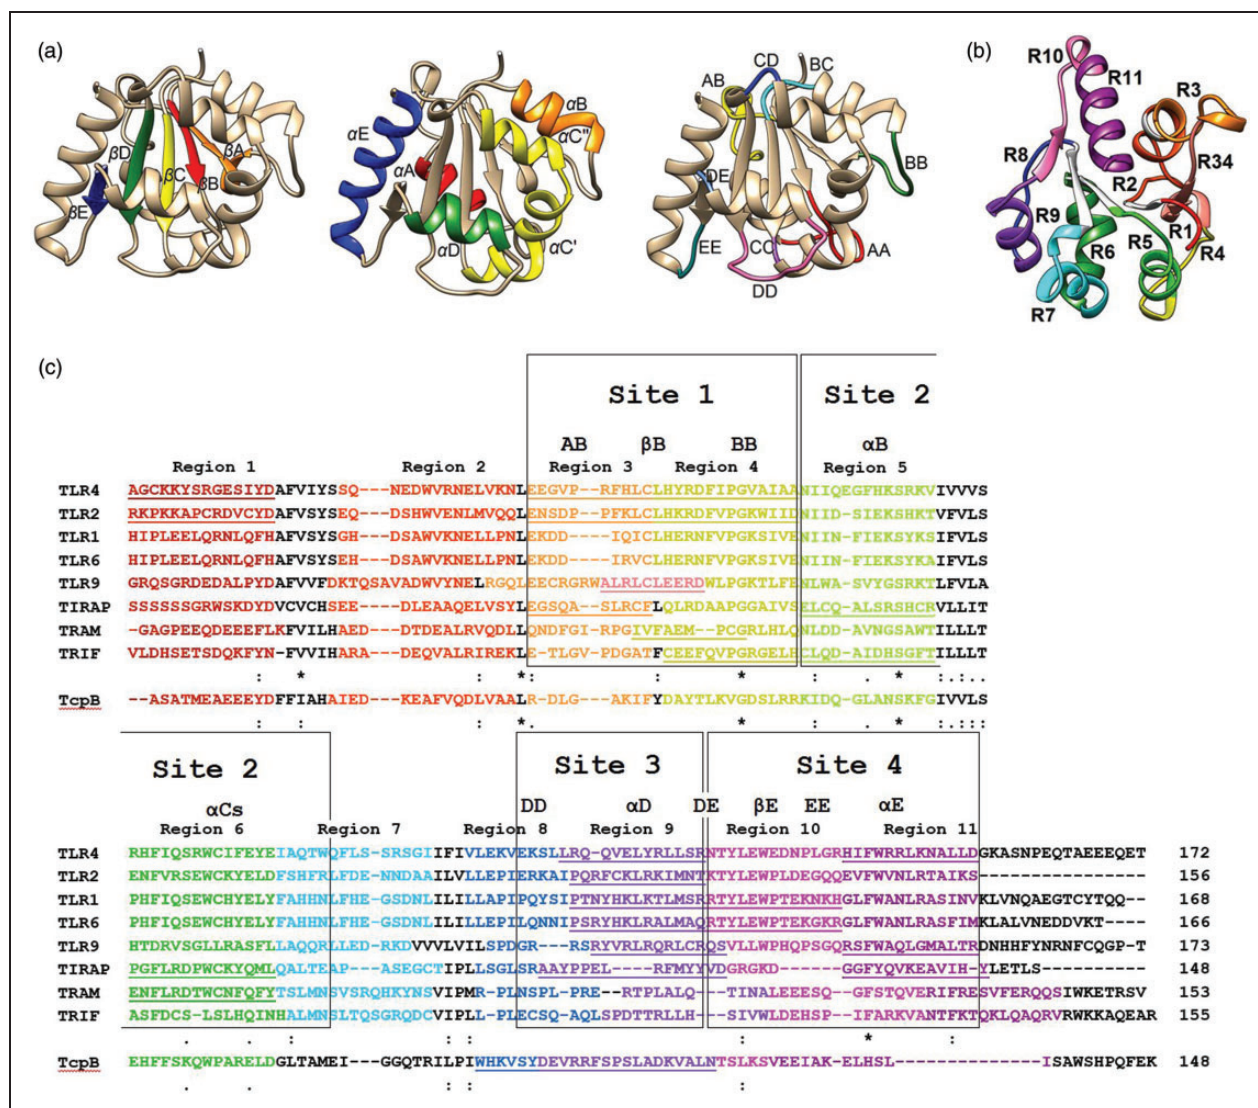 (a)
(b)
βD
βC
βA
βB
βE
αE
αA
αB
αC"
αD
αC'
CD
BC
AB
DE
BB
EE
CC
AA
DD
R10
R11
R3
R8
R34
R2
R9
R6
R5
R1
R4
R7
(c)
Site 1 Site 2
AB βB BB αB
Region 1 Region 2 Region 3 Region 4 Region 5
TLR4 AGCKKYSRGESIYDAFVIYSSQ---NEDWVRNELVKNLEEGVP--RFHLCLHYRDFIPGVAIAANIIQEGFHKSRKVIVVVS
TLR2 RKPKKAPCRDVCYDAFVSYSEQ--DSHWVENLMVQQLENSDP--PFKLCLHKRDFVPGKWIIDNIID-SIEKSHKTVFVLS
TLR1 HIPLEELQRNLQFHAFVSYSGH--DSAWVKNELLPNLEKDD----IQICLHERNFVPGKSIVENIIN-FIEKSYKSIFVLS
TLR6 HIPLEELQRNLQFHAFVSYSEH--DSAWVKNELLPNLEKDD----IRVCLHERNFVPGKSIVENIIN-FIEKSYKAIFVLS
TLR9 GRQSGRDEDALPYDAFVVFDKTQSAVADWVYNELRGQLEECRGRWALRLCLEERDWLPGKTLFENLWA-SVYGSRKTLFVLA
TIRAP SSSSSSSGRWSKDYDVCVCHSEE----DLEAAQELVSYLEGSQA--SLRCFLQLRDAAPGGAIVSELCQ-ALSRSHCRVLLIT
TRAM -GAGPEEQDEEEFLKFVILHAED---DTDEALRVQDLLQNDFGI-RPGIVFAEM--PCGRLHLQNLDD-AVNGSAWTILLLT
TRIF VLDHSETSDQKFYN-FVVIHARA--DEQVALRIREKLE-TLGV-PDGATFCEEFQVPGRGELHCLQD-AIDHSGFTILLLT
: * : *. : * : . * :.:..
TcpB --ASATMEAEEEYDFFIAHAIED--KEAFVQDLVAALR-DLG---AKIFYDAYTLKVGDSLRRKIDQ-GLANSKFGIVVLS
: : : *. : * : . * :.:::
Site 2 Site 3 Site 4
αCs DD αD DE βE EE αE
Region 6 Region 7 Region 8 Region 9 Region 10 Region 11
TLR4 RHFIQSRWCIFEYEIAQTWQFLS-SRSGIIFIVLEKVEKSLLRQ-QVELYRLLSRNTYLEWEDNPLGRHIFWRRLKNALLDGKASNPEQTAEEEQET 172
TLR2 ENFVRSEWCKYELDFSHFRLFDE-NNDAAILVLLEPIERKAIPQRFCKLRKIMNTKTYLEWPLDEGQQEVFWVNLRTAIKS--------------- 156
TLR1 PHFIQSEWCHYELYFAHHNLFHE-GSDNLILILLAPIPQYSIPTNYHKLKTLMSRRTYLEWPTEKNKHGLFWANLRASINVKLVNQAEGTCYTQQ-- 168
TLR6 PHFIQSEWCHYELYFAHHNLFHE-GSDNLILILLEPILQNNIPSRYHKLRALMAQRTYLEWPTEKGKRGLFWANLRASFIMKLALVNEDDVKT---- 166
TLR9 HTDRVSGLLRASFLLAQQRLLED-RKDVVVLVILSPDGR---RSRYVRLRQRLCRQSVLLWPHQPSGQRSFWAQLGMALTRDNHHFYNRNFCQGP-T 173
TIRAP PGFLRDPWCKYQMLQALTEAP--ASEGCTIPLLSGLSRAAYPPEL----RFMYYVDGRGKD-----GGFYQVKEAVIH-YLETLS---------- 148
TRAM ENFLRDTWCNFQFYTSLMNSVSRQHKYNSVIPMR-PLNSPL-PRE--RTPLALQ--TINALEEESQ--GFSTQVERIFRESVFERQQSIWKETRSV 153
TRIF ASFDCS-LSLHQINHALMNSLTQSGRQDCVIPLL-PLECSQ-AQLSPDTTRLLH---SIVWLDEHSP--IFARKVANTFKTQKLQAQRVRWKKAQEAR 155
. . : : : : * :
TcpB EHFFSKQWPARELDGLTAMEI---GGQTRILPIWHKVSYDEVRRFSPSLADKVALNTSLKSVEEIAK-ELHSL-------------ISAWSHPQFEK 148
. . : : :